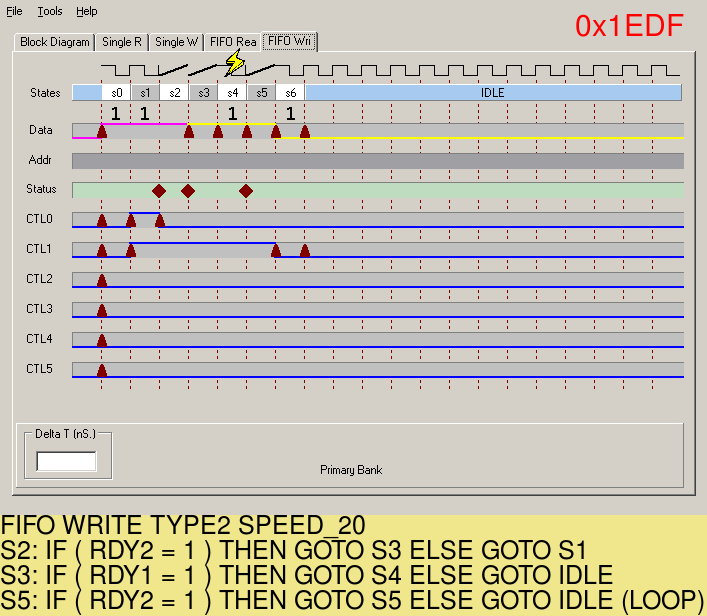 File Tools Help
0x1EDF
Block Diagram Single R Single W FIFO Rea FIFO Wri
States s0 s1 s2 s3 s4 s5 s6 IDLE
1 1 1 1
Data
Addr
Status
CTL0
CTL1
CTL2
CTL3
CTL4
CTL5
Delta T (nS.)
Primary Bank
FIFO WRITE TYPE2 SPEED_20
S2: IF ( RDY2 = 1 ) THEN GOTO S3 ELSE GOTO S1
S3: IF ( RDY1 = 1 ) THEN GOTO S4 ELSE GOTO IDLE
S5: IF ( RDY2 = 1 ) THEN GOTO S5 ELSE GOTO IDLE (LOOP)